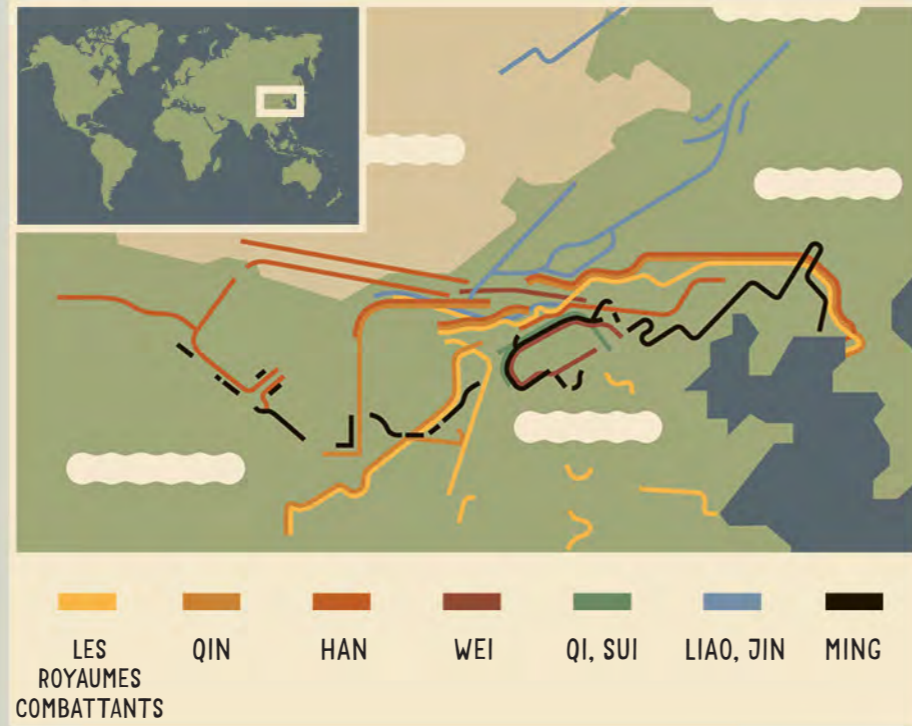 LES
ROYAUMES
COMBATTANTS
QIN
HAN
WEI
QI, SUI
LIAO, JIN
MING